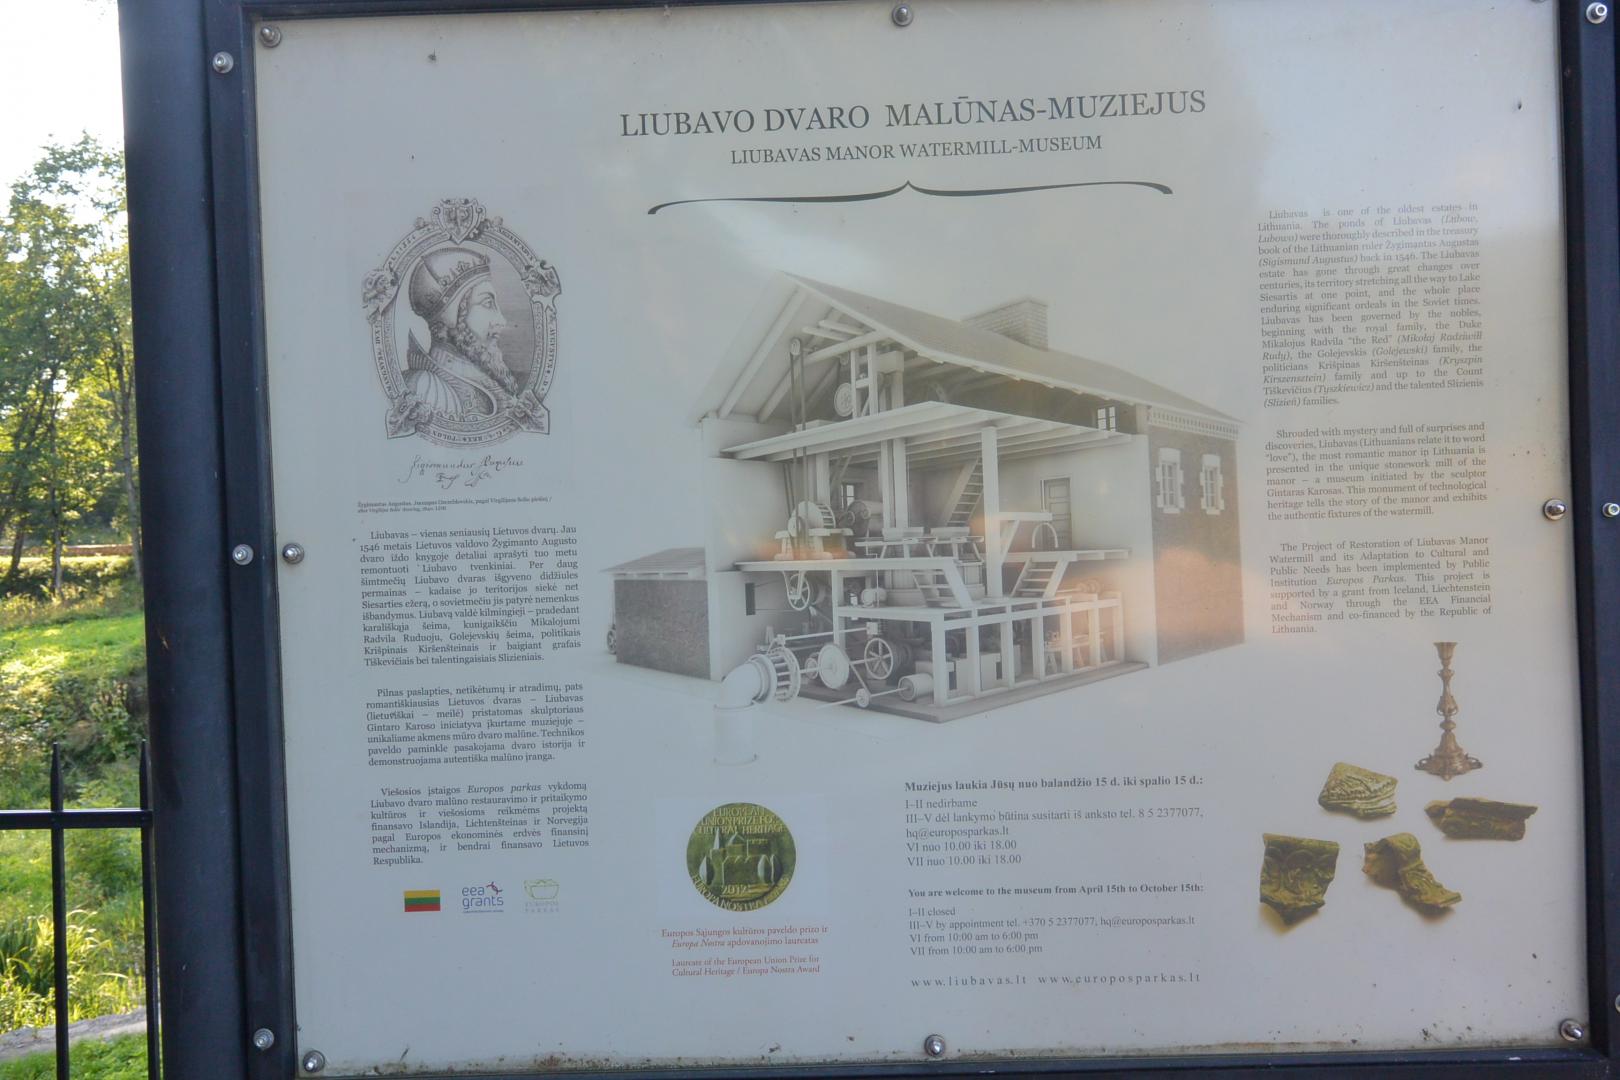 LIUBAVO DVARO MALŪNAS-MUZIEJUS
LIUBAVAS MANOR WATERMILL-MUSEUM
Liubavas – vienas seniausių Lietuvos dvarų. Jau
1546 metais Lietuvos valdovo Žygimanto Augusto
dvaro iždo knygoje detaliai aprašyti tuo metu
remontuoti Liubavo tvenkiniai. Per daug
šimtmečių Liubavo dvaras išgyveno didžiules
permainas – kadaise jo teritorijos siekė net
Siesarties ežerą, o sovietmečiu jis patyrė nemenkus
išbandymus. Liubavą valdė kilmingieji – pradedant
karališkąja šeima, kunigaikščiu Mikalojumi
Radvila Ruduoju, Golejevskių šeima, politikais
Krišpinais Kiršenšteinais ir baigiant grafais
Tiškevičiais bei talentingaisiais Slizieniais.
Pilnas paslapties, netikėtumų ir atradimų, pats
romantiškiausias Lietuvos dvaras – Liubavas
(lietuviškai – meilė) pristatomas skulptoriaus
Gintaro Karoso iniciatyva įkurtame muziejuje –
unikaliame akmens mūro dvaro malūne. Technikos
paveldo paminkle pasakojama dvaro istorija ir
demonstruojama autentiška malūno įranga.
Viešosios įstaigos Europos parkas vykdomą
Liubavo dvaro malūno restauravimo ir pritaikymo
kultūros ir viešosioms reikmėms projektą
finansavo Islandija, Lichtenšteinas ir Norvegija
pagal Europos ekonominės erdvės finansinį
mechanizmą, ir bendrai finansavo Lietuvos
Respublika.
eea
grants
EUROPOS
PARKAS
EUROPEAN
UNION PRIZE FOR
CULTURAL HERITAGE
2012
EUROPA NOSTRA
Europos Sąjungos kultūros paveldo prizo ir
Europa Nostra apdovanojimo laureatas
Laureate of the European Union Prize for
Cultural Heritage / Europa Nostra Award
Muziejus laukia Jūsų nuo balandžio 15 d. iki spalio 15 d.:
I–II nedirbame
III–V dėl lankymo būtina susitarti iš anksto tel. 8 5 2377077,
hq@europosparkas.lt
VI nuo 10.00 iki 18.00
VII nuo 10.00 iki 18.00
You are welcome to the museum from April 15th to October 15th:
I–II closed
III–V by appointment tel. +370 5 2377077, hq@europosparkas.lt
VI from 10:00 am to 6:00 pm
VII from 10:00 am to 6:00 pm
www.liubavas.lt www.europosparkas.lt
Liubavas is one of the oldest estates in
Lithuania. The ponds of Liubavas (Lubow,
Lubowo) were thoroughly described in the treasury
book of the Lithuanian ruler Žygimantas Augustas
(Sigismund Augustus) back in 1546. The Liubavas
estate has gone through great changes over
centuries, its territory stretching all the way to Lake
Siesartis at one point, and the whole place
enduring significant ordeals in the Soviet times.
Liubavas has been governed by the nobles,
beginning with the royal family, the Duke
Mikalojus Radvila "the Red" (Mikołaj Radziwiłł
Rudy), the Golejevskis (Golejewski) family, the
politicians Krišpinas Kiršenšteinas (Kryszpin
Kirszensztein) family and up to the Count
Tiškevičius (Tyszkiewicz) and the talented Slizienis
(Slizień) families.
Shrouded with mystery and full of surprises and
discoveries, Liubavas (Lithuanians relate it to word
"love"), the most romantic manor in Lithuania is
presented in the unique stonework mill of the
manor – a museum initiated by the sculptor
Gintaras Karosas. This monument of technological
heritage tells the story of the manor and exhibits
the authentic fixtures of the watermill.
The Project of Restoration of Liubavas Manor
Watermill and its Adaptation to Cultural and
Public Needs has been implemented by Public
Institution Europos Parkas. This project is
supported by a grant from Iceland, Liechtenstein
and Norway through the EEA Financial
Mechanism and co-financed by the Republic of
Lithuania.